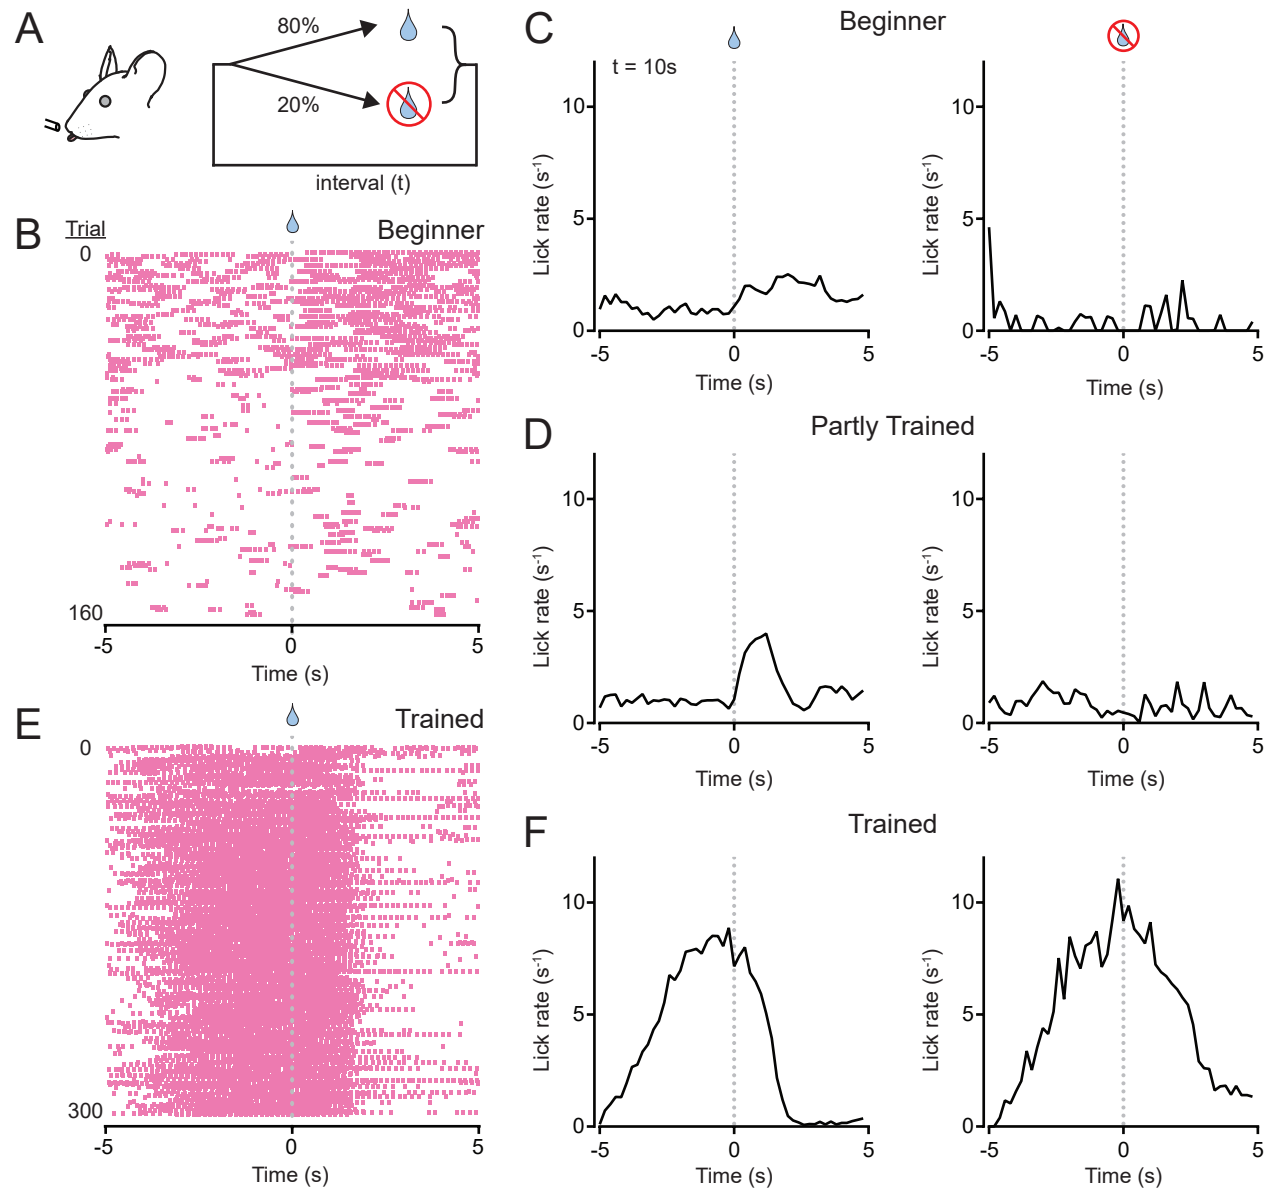 A
80%
20%
interval (t)
B
Trial
Beginner
0
160
-5
0
5
Time (s)
E
Trained
0
300
-5
0
5
Time (s)
C
Beginner
t = 10s
10
5
0
Lick rate (s-1)
-5
0
5
Time (s)
10
5
0
Lick rate (s-1)
-5
0
5
Time (s)
D
Partly Trained
10
5
0
Lick rate (s-1)
-5
0
5
Time (s)
10
5
0
Lick rate (s-1)
-5
0
5
Time (s)
F
Trained
10
5
0
Lick rate (s-1)
-5
0
5
Time (s)
10
5
0
Lick rate (s-1)
-5
0
5
Time (s)